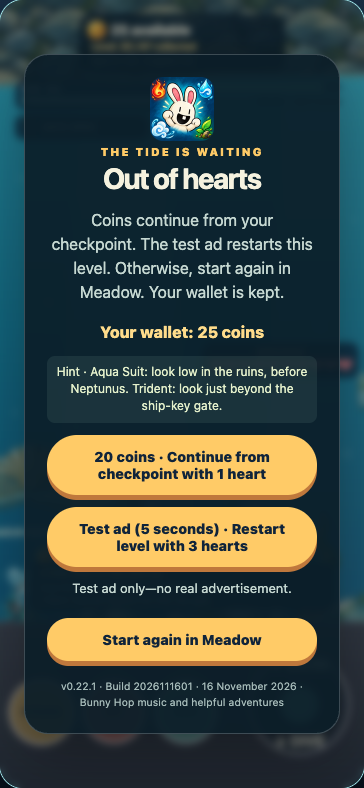 THE TIDE IS WAITING
Out of hearts
Coins continue from your
checkpoint. The test ad restarts this
level. Otherwise, start again in
Meadow. Your wallet is kept.
Your wallet: 25 coins
Hint · Aqua Suit: look low in the ruins, before
Neptunus. Trident: look just beyond the
ship-key gate.
20 coins · Continue from
checkpoint with 1 heart
Test ad (5 seconds) · Restart
level with 3 hearts
Test ad only—no real advertisement.
Start again in Meadow
v0.22.1 · Build 2026111601 · 16 November 2026 ·
Bunny Hop music and helpful adventures